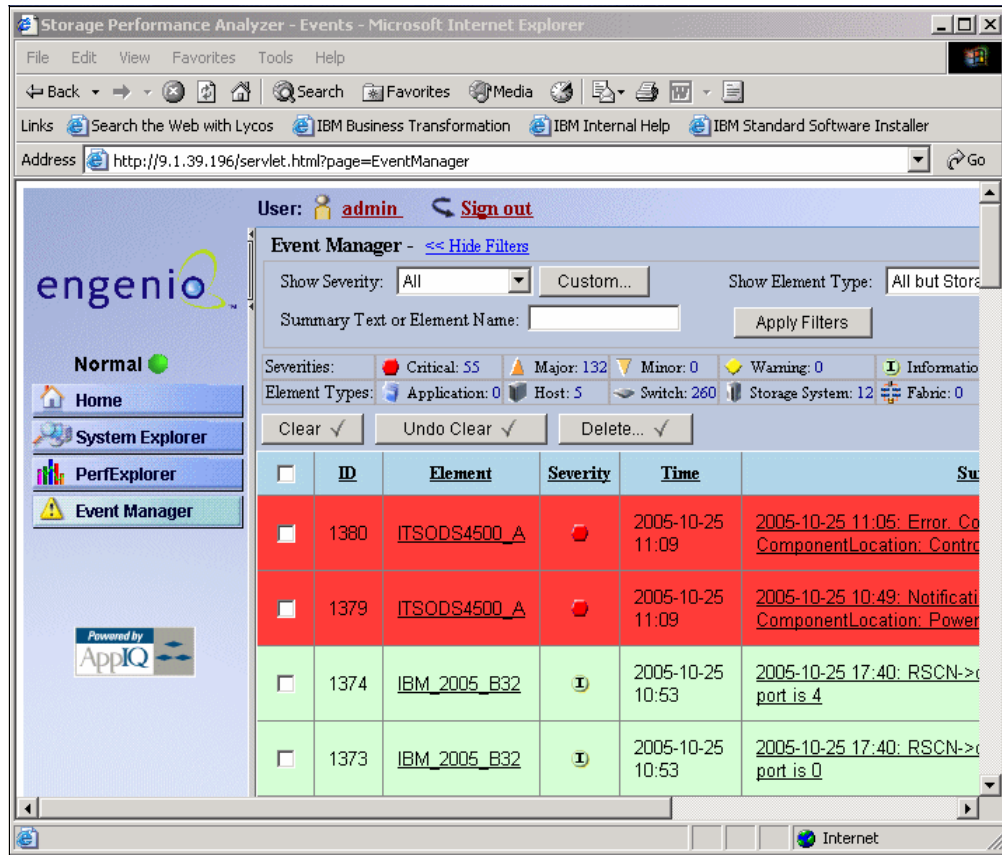 Storage Performance Analyzer - Events - Microsoft Internet Explorer
File Edit View Favorites Tools Help
Back Search Favorites Media
Links Search the Web with Lycos IBM Business Transformation IBM Internal Help IBM Standard Software Installer
Address http://9.1.39.196/servlet.html?page=EventManager Go
User: admin Sign out
engenio
Normal
Home
System Explorer
PerfExplorer
Event Manager
Powered by
AppIQ
Event Manager - << Hide Filters
Show Severity: All Custom... Show Element Type: All but Stora
Summary Text or Element Name: Apply Filters
Severities: Critical: 55 Major: 132 Minor: 0 Warning: 0 Informatio
Element Types: Application: 0 Host: 5 Switch: 260 Storage System: 12 Fabric: 0
Clear √ Undo Clear √ Delete... √
ID Element Severity Time Su
1380 ITSODS4500_A 2005-10-25 11:09 2005-10-25 11:05: Error. Co
ComponentLocation: Contro
1379 ITSODS4500_A 2005-10-25 11:09 2005-10-25 10:49: Notificati
ComponentLocation: Power
1374 IBM_2005_B32 I 2005-10-25 10:53 2005-10-25 17:40: RSCN->
port is 4
1373 IBM_2005_B32 I 2005-10-25 10:53 2005-10-25 17:40: RSCN->
port is 0
Internet